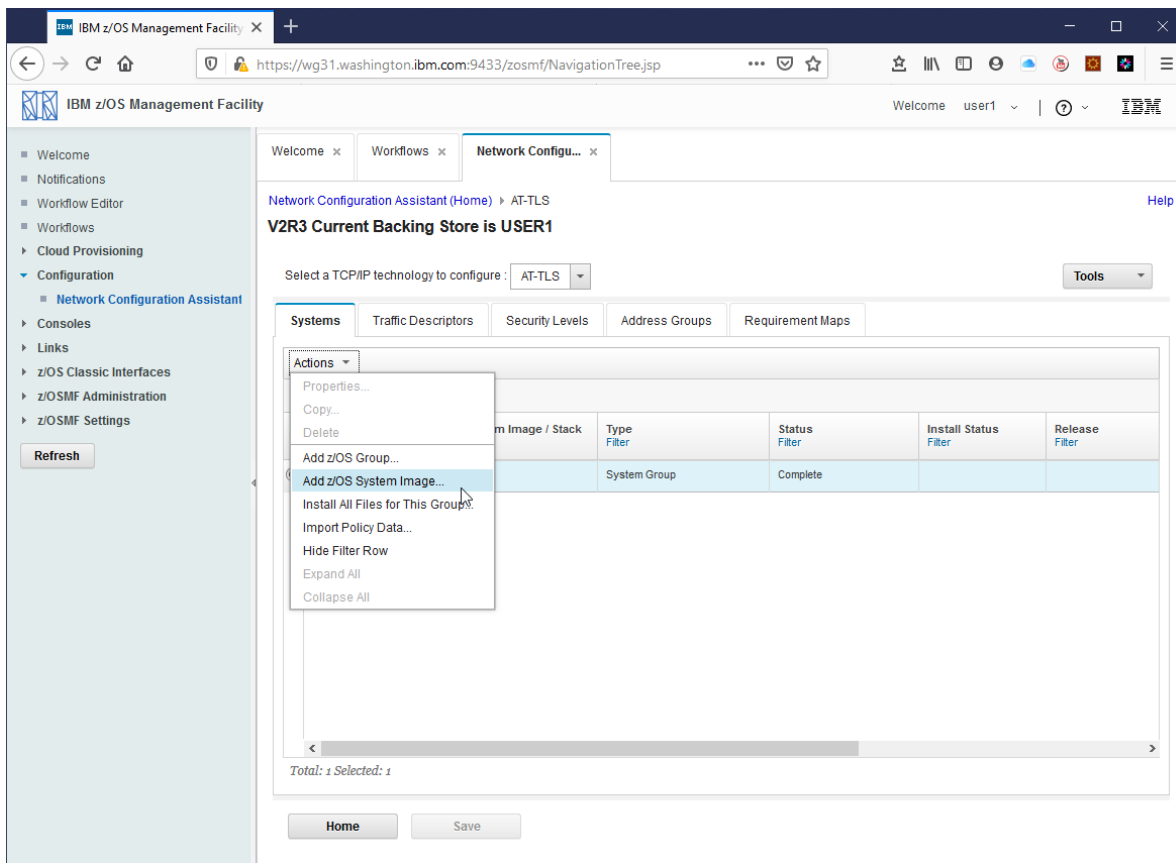 IBM z/OS Management Facility
https://wg31.washington.ibm.com:9433/zosmf/NavigationTree.jsp
IBM z/OS Management Facility
Welcome user1
IBM
Welcome
Notifications
Workflow Editor
Workflows
Cloud Provisioning
Configuration
Network Configuration Assistant
Consoles
Links
z/OS Classic Interfaces
z/OSMF Administration
z/OSMF Settings
Refresh
Welcome
Workflows
Network Configu...
Network Configuration Assistant (Home) AT-TLS
Help
V2R3 Current Backing Store is USER1
Select a TCP/IP technology to configure : AT-TLS
Tools
Systems Traffic Descriptors Security Levels Address Groups Requirement Maps
Actions
Properties...
Copy...
Delete
Add z/OS Group...
Add z/OS System Image...
Install All Files for This Group...
Import Policy Data...
Hide Filter Row
Expand All
Collapse All
m Image / Stack Type Status Install Status Release
Filter Filter Filter Filter
System Group Complete
Total: 1 Selected: 1
Home Save